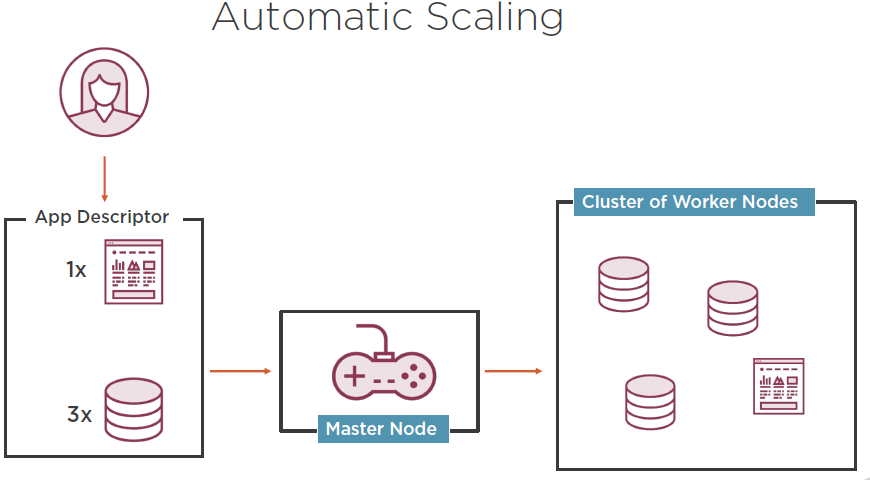 Automatic Scaling
App Descriptor
1x
3x
Master Node
Cluster of Worker Nodes